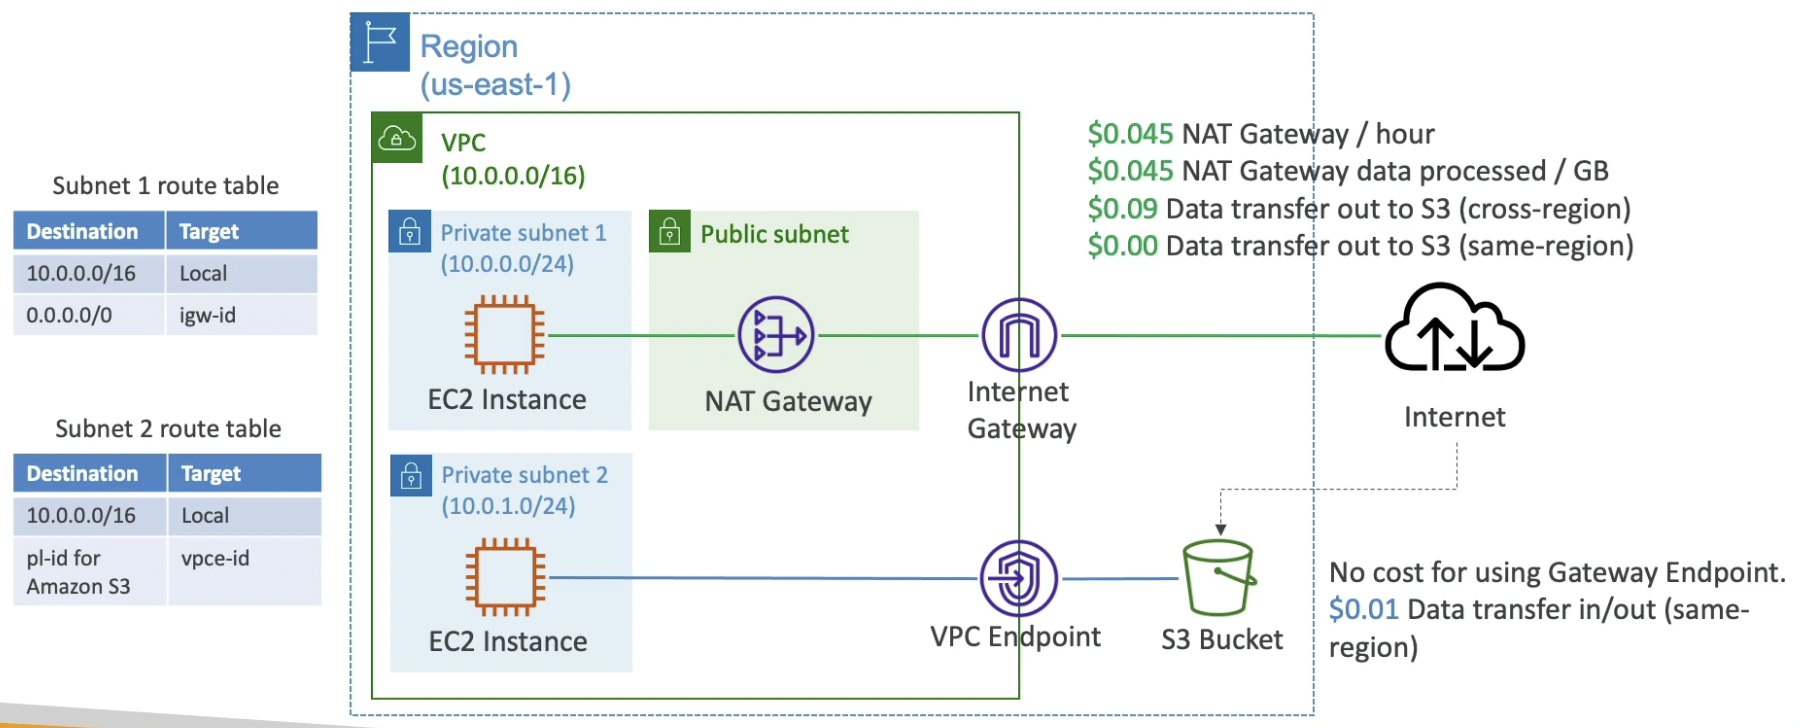 Region
(us-east-1)
VPC
(10.0.0.0/16)
$0.045 NAT Gateway / hour
$0.045 NAT Gateway data processed / GB
$0.09 Data transfer out to S3 (cross-region)
$0.00 Data transfer out to S3 (same-region)
Subnet 1 route table
Destination Target
10.0.0.0/16 Local
0.0.0.0/0 igw-id
Private subnet 1
(10.0.0.0/24)
EC2 Instance
Public subnet
NAT Gateway
Internet
Gateway
Internet
Subnet 2 route table
Destination Target
10.0.0.0/16 Local
pl-id for vpce-id
Amazon S3
Private subnet 2
(10.0.1.0/24)
EC2 Instance
VPC Endpoint
S3 Bucket
No cost for using Gateway Endpoint.
$0.01 Data transfer in/out (same-
region)